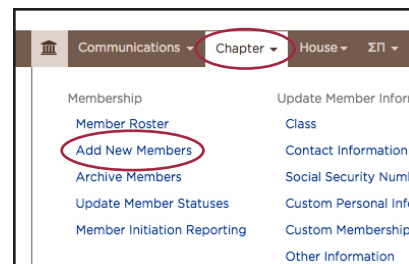 Communications Chapter House ΣΠ
Membership
Member Roster
Add New Members
Archive Members
Update Member Statuses
Member Initiation Reporting
Update Member
Class
Contact Information
Social Security
Custom Personal
Custom Membership
Other Information